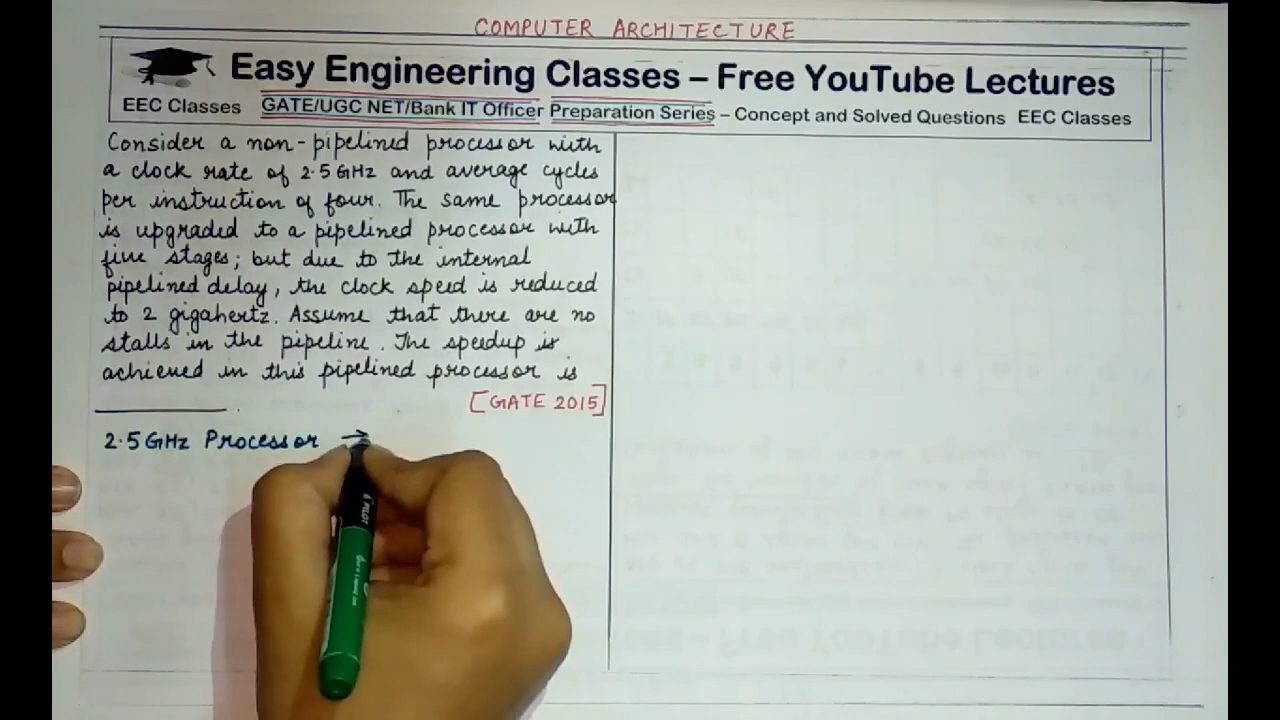 COMPUTER ARCHITECTURE
Easy Engineering Classes – Free YouTube Lectures
EEC Classes GATE/UGC NET/Bank IT Officer Preparation Series – Concept and Solved Questions EEC Classes
Consider a non-pipelined processor with
a clock rate of 2.5 GHz and average cycles
per instruction of four. The same processor
is upgraded to a pipelined processor with
five stages; but due to the internal
pipelined delay, the clock speed is reduced
to 2 gigahertz. Assume that there are no
stalls in the pipeline. The speedup is
achieved in this pipelined processor is
__________.
[GATE 2015]
2.5 GHz Processor →